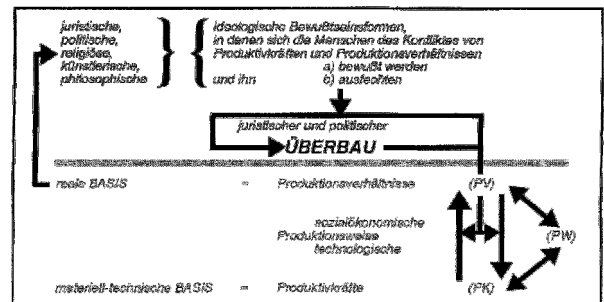 juristische,
politische,
religiöse,
künstlerische,
philosophische
ideologische Bewußtseinsformen,
in denen sich die Menschen des Konfliktes von
Produktivkräften und Produktionsverhältnissen
a) bewußt werden
und ihn b) ausfechten
juristischer und politischer
ÜBERBAU
reale BASIS = Produktionsverhältnisse (PV)
sozialökonomische
Produktionsweise (PW)
technologische
materiell-technische BASIS = Produktivkräfte (PK)